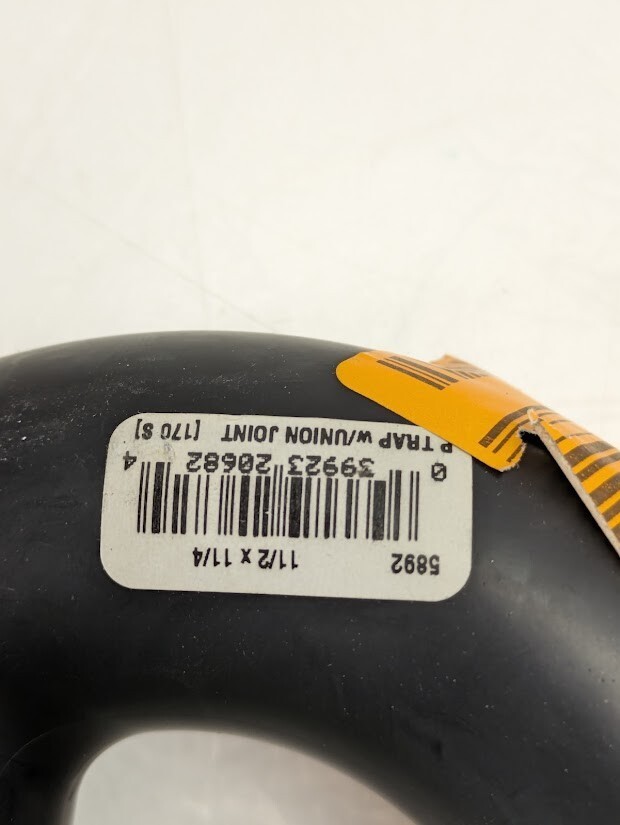 5892 11/2 x 11/4
0 39923 20682 4
P TRAP w/UNION JOINT [170 S]